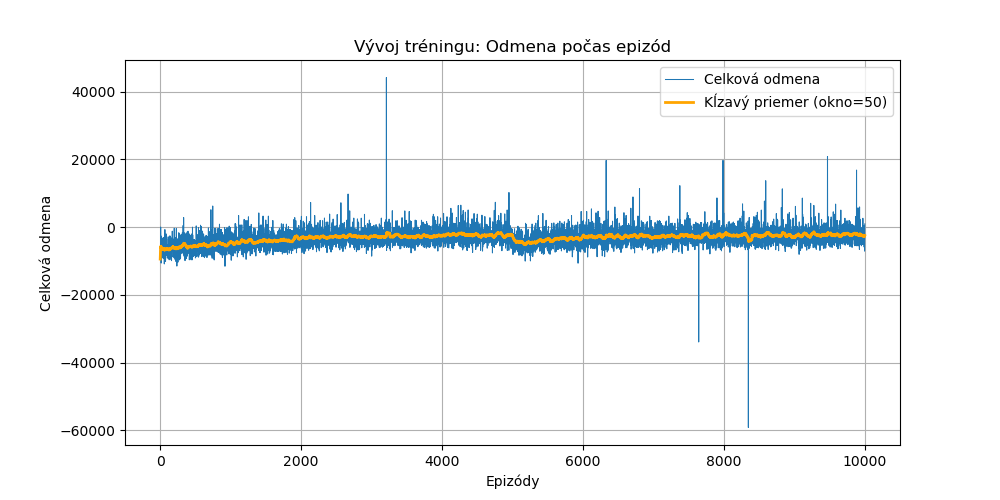 Vývoj tréningu: Odmena počas epizód
Celková odmena
Kĺzavý priemer (okno=50)
40000
20000
0
−20000
−40000
−60000
Celková odmena
0
2000
4000
6000
8000
10000
Epizódy